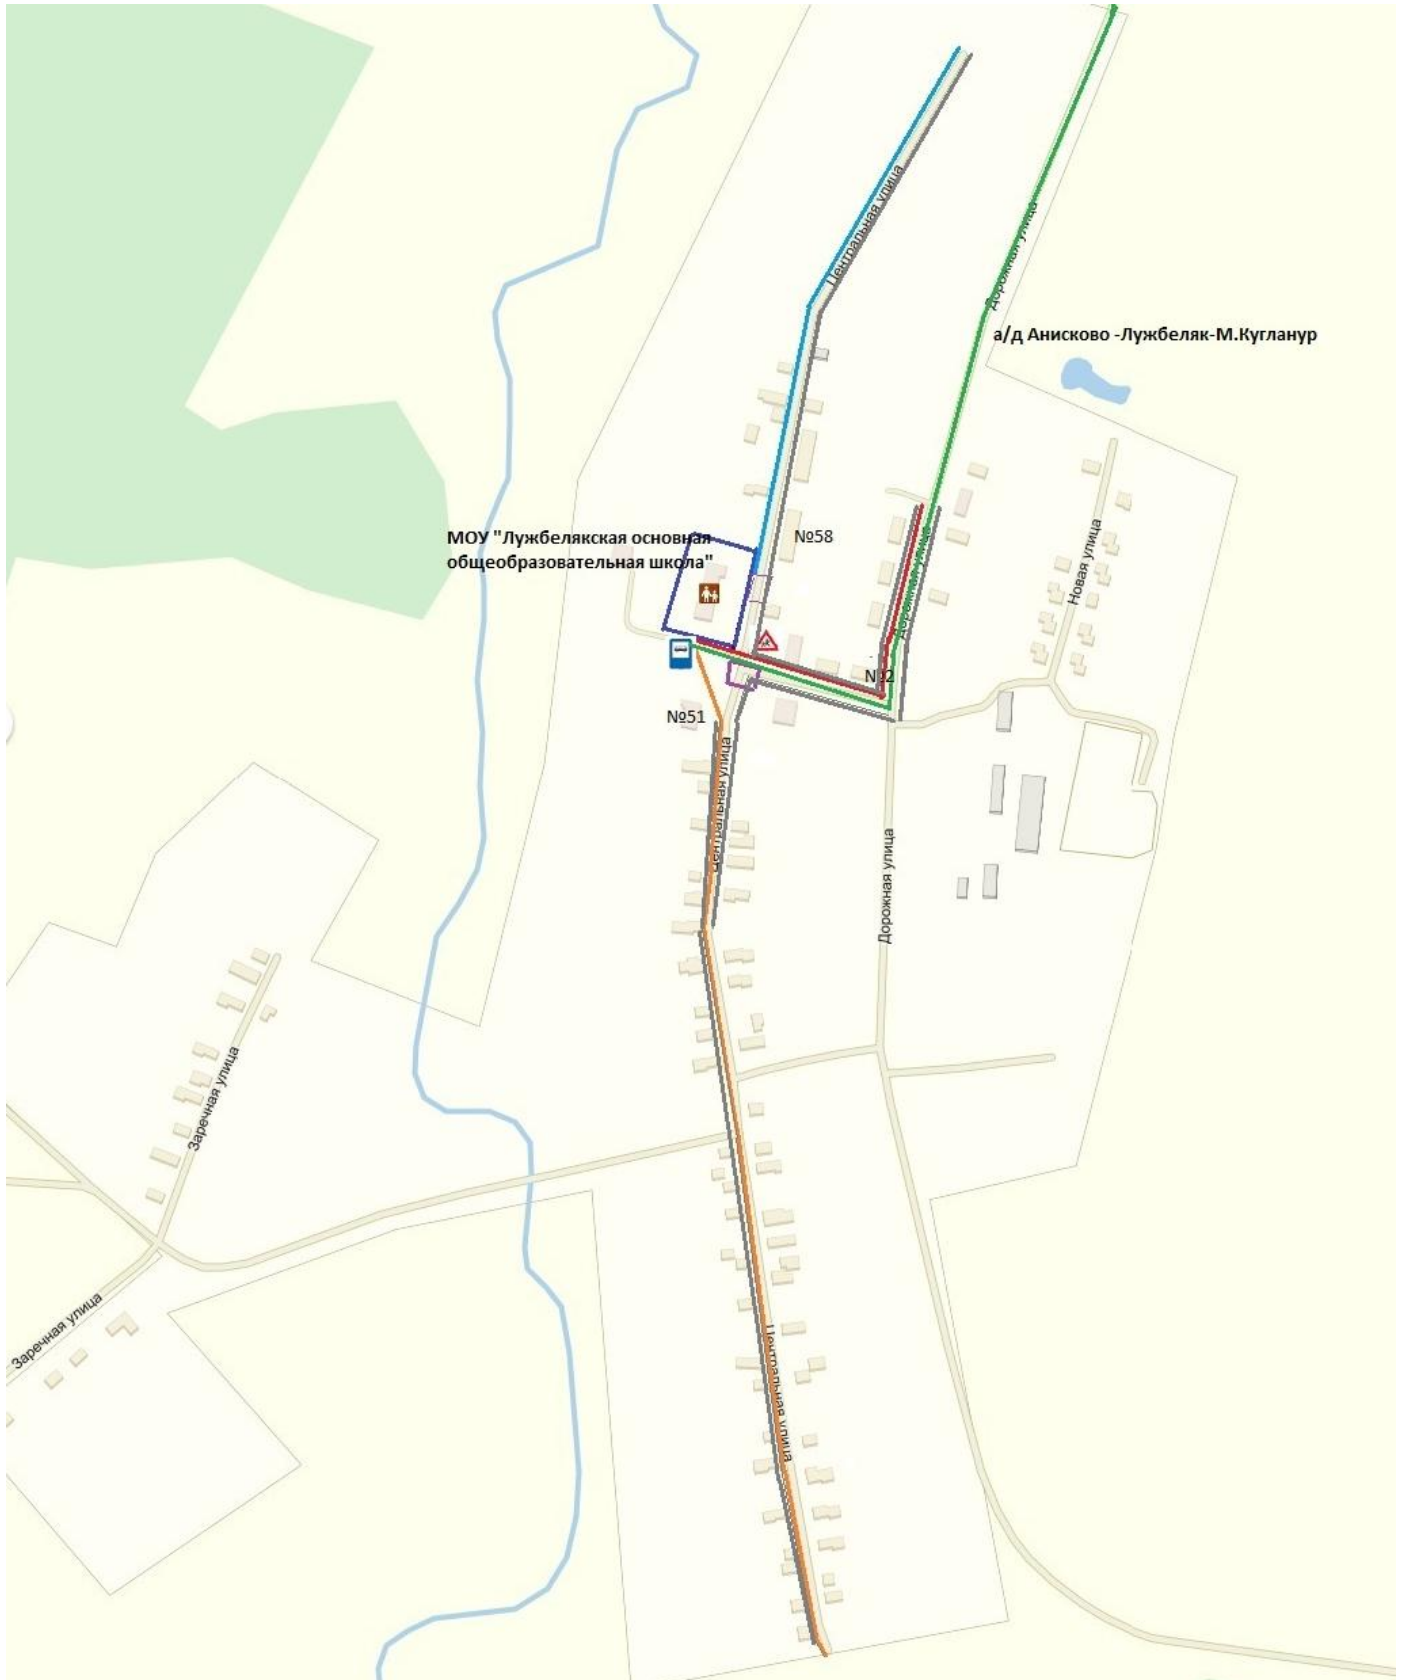 Центральная улица
Дорожная улица
а/д Анисково -Лужбеляк-М.Кугланур
МОУ "Лужбелякская основная
общеобразовательная школа"
№58
Дорожная улица
Новая улица
№2
№51
Центральная улица
Дорожная улица
Заречная улица
Заречная улица
Центральная улица